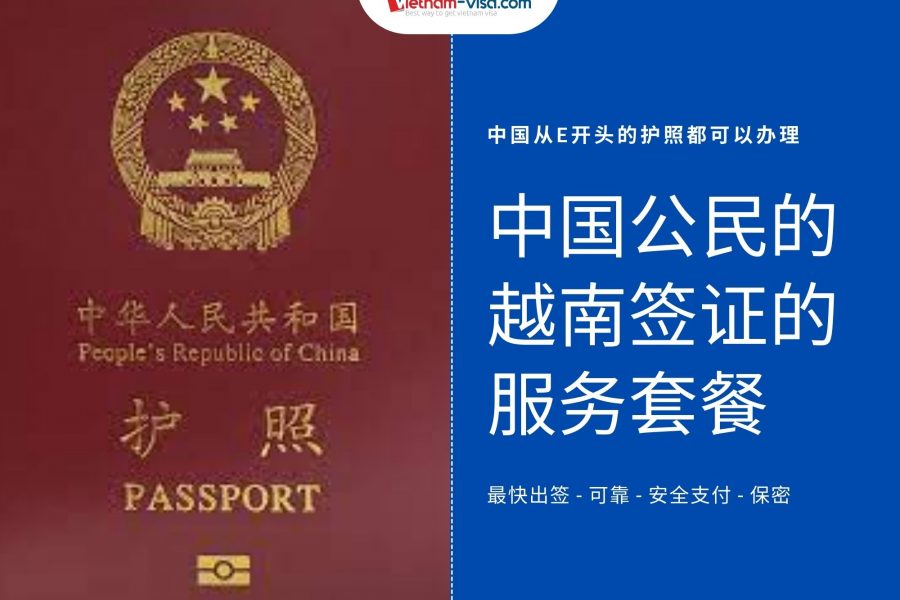 Vietnam-visa.com
Best way to get vietnam visa
中华人民共和国
People's Republic of China
护照
PASSPORT
中国从E开头的护照都可以办理
中国公民的
越南签证的
服务套餐
最快出签 - 可靠 - 安全支付 - 保密